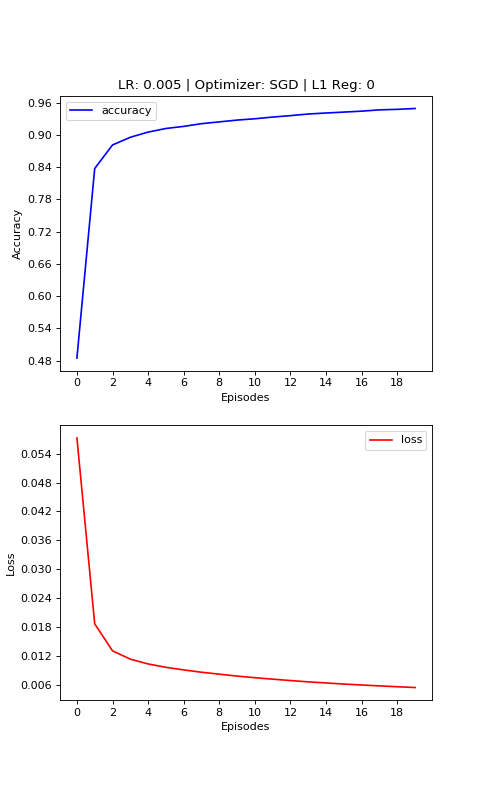 LR: 0.005 | Optimizer: SGD | L1 Reg: 0
accuracy
0.96
0.90
0.84
0.78
0.72
0.66
0.60
0.54
0.48
Accuracy
0 2 4 6 8 10 12 14 16 18
Episodes
loss
0.054
0.048
0.042
0.036
0.030
0.024
0.018
0.012
0.006
Loss
0 2 4 6 8 10 12 14 16 18
Episodes